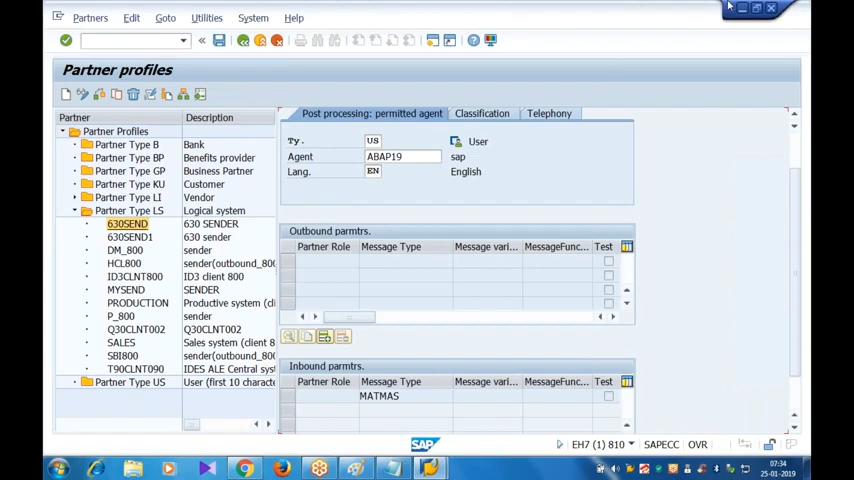 Partners Edit Goto Utilities System Help
Partner profiles
Partner Description
Partner Profiles
Partner Type B Bank
Partner Type BP Benefits provider
Partner Type GP Business Partner
Partner Type KU Customer
Partner Type LI Vendor
Partner Type LS Logical system
630SEND 630 SENDER
630SEND1 630 sender
DM_800 sender
HCL800 sender(outbound_800
ID3CLNT800 ID3 client 800
MYSEND SENDER
PRODUCTION Productive system (clie
P_800 sender
Q30CLNT002 Q30CLNT002
SALES Sales system (client 8
SBI800 sender(outbound_800
T90CLNT090 IDES ALE Central syste
Partner Type US User (first 10 characte
Post processing: permitted agent Classification Telephony
Ty. US User
Agent ABAP19 sap
Lang. EN English
Outbound parmtrs.
Partner Role Message Type Message vari... MessageFunc... Test
Inbound parmtrs.
Partner Role Message Type Message vari... MessageFunc... Test
MATMAS
SAP
EH7 (1) 810 SAPECC OVR
07:34
25-01-2019